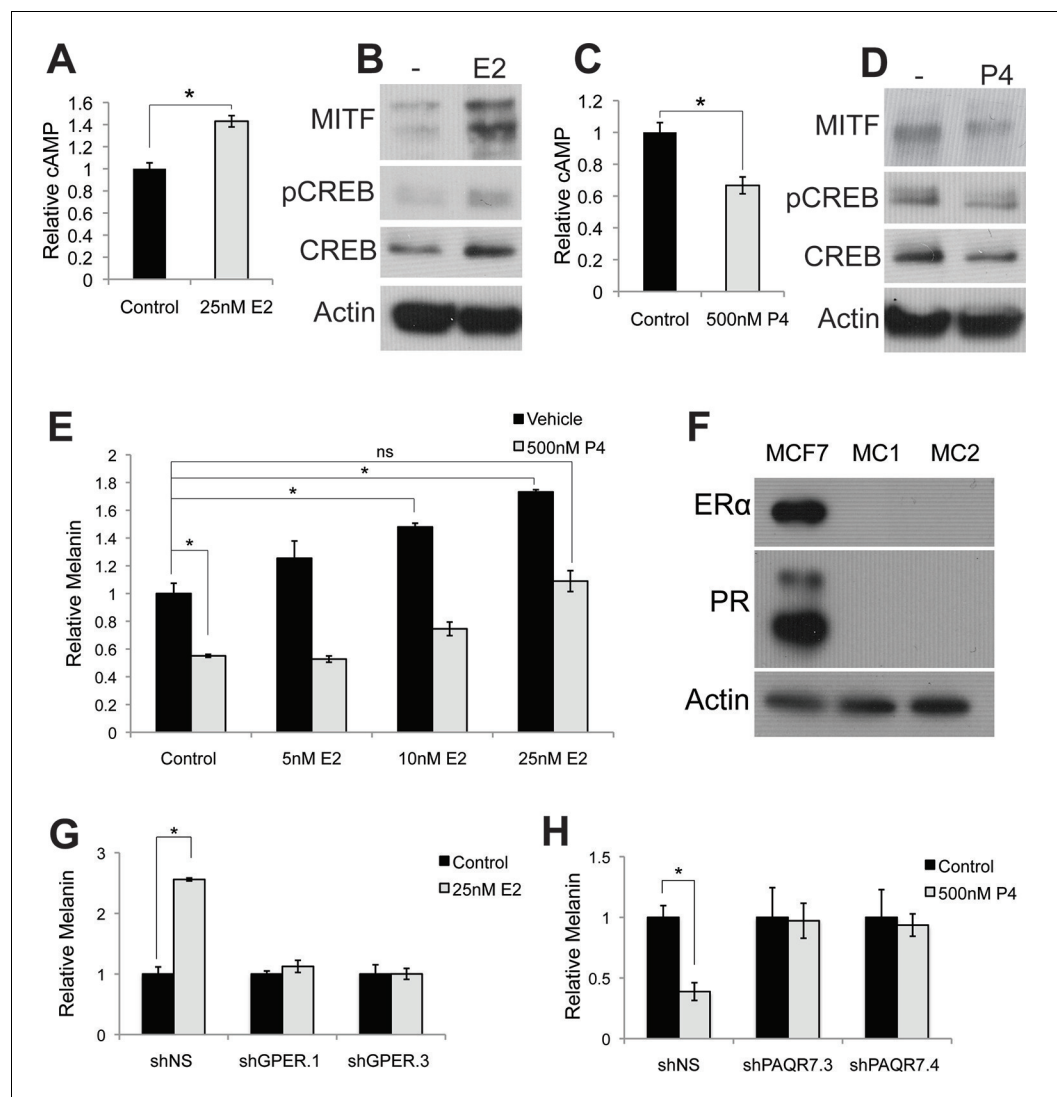 A
*
Relative cAMP
1.6
1.4
1.2
1
0.8
0.6
0.4
0.2
0
Control 25nM E2
B
- E2
MITF
pCREB
CREB
Actin
C
*
Relative cAMP
1.2
1
0.8
0.6
0.4
0.2
0
Control 500nM P4
D
- P4
MITF
pCREB
CREB
Actin
E
Vehicle
500nM P4
ns
*
*
*
Relative Melanin
2
1.8
1.6
1.4
1.2
1
0.8
0.6
0.4
0.2
0
Control 5nM E2 10nM E2 25nM E2
F
MCF7 MC1 MC2
ERα
PR
Actin
G
*
Relative Melanin
3
2
1
0
Control
25nM E2
shNS shGPER.1 shGPER.3
H
*
Relative Melanin
1.5
1
0.5
0
Control
500nM P4
shNS shPAQR7.3 shPAQR7.4